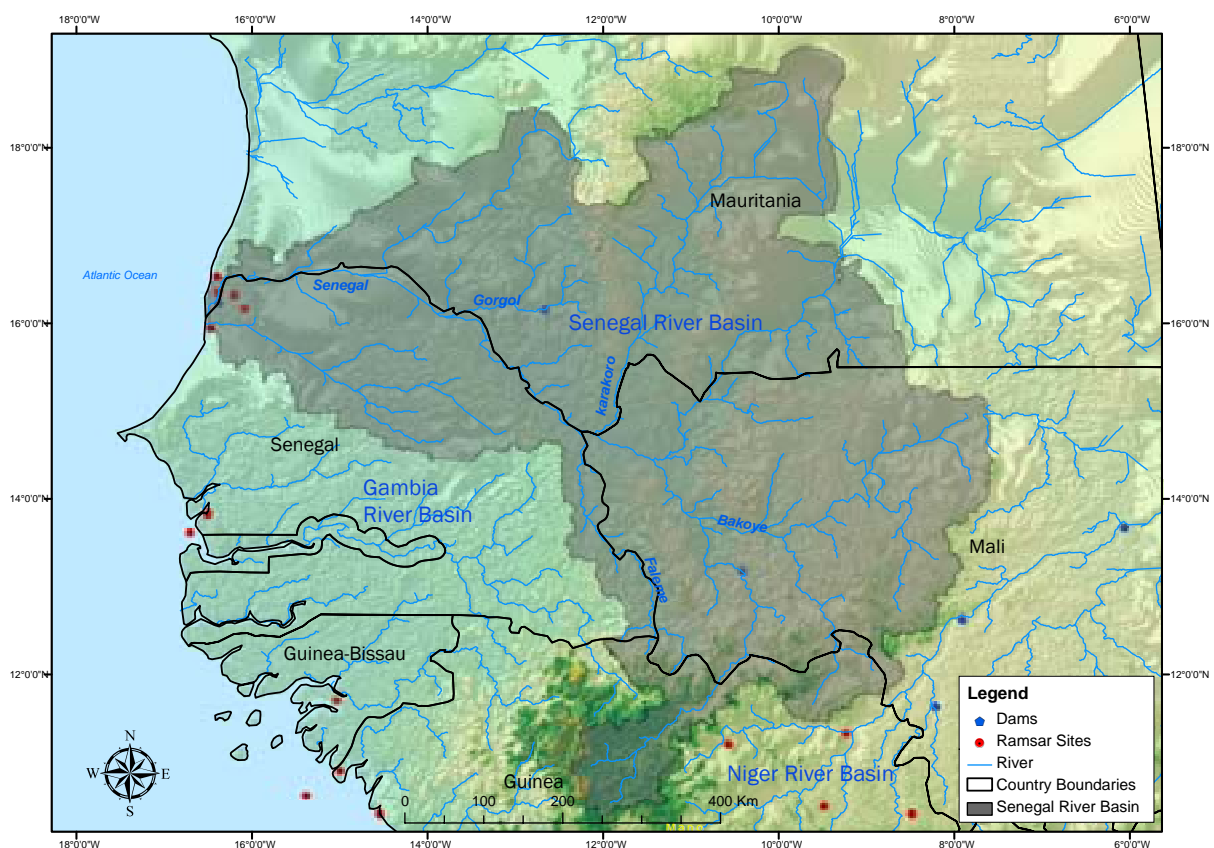 18°0'0"W 16°0'0"W 14°0'0"W 12°0'0"W 10°0'0"W 8°0'0"W 6°0'0"W
18°0'0"N 18°0'0"N
Mauritania
Atlantic Ocean
Senegal
Gorgol
16°0'0"N Senegal River Basin 16°0'0"N
karakoro
Senegal
Gambia
River Basin
14°0'0"N 14°0'0"N
Bakoye
Mali
Faleme
Guinea-Bissau
12°0'0"N 12°0'0"N
Legend
Dams
Ramsar Sites
River
Country Boundaries
Senegal River Basin
N
W E
S
Guinea
Niger River Basin
0 100 200 400 Km
18°0'0"W 16°0'0"W 14°0'0"W 12°0'0"W 10°0'0"W 8°0'0"W 6°0'0"W